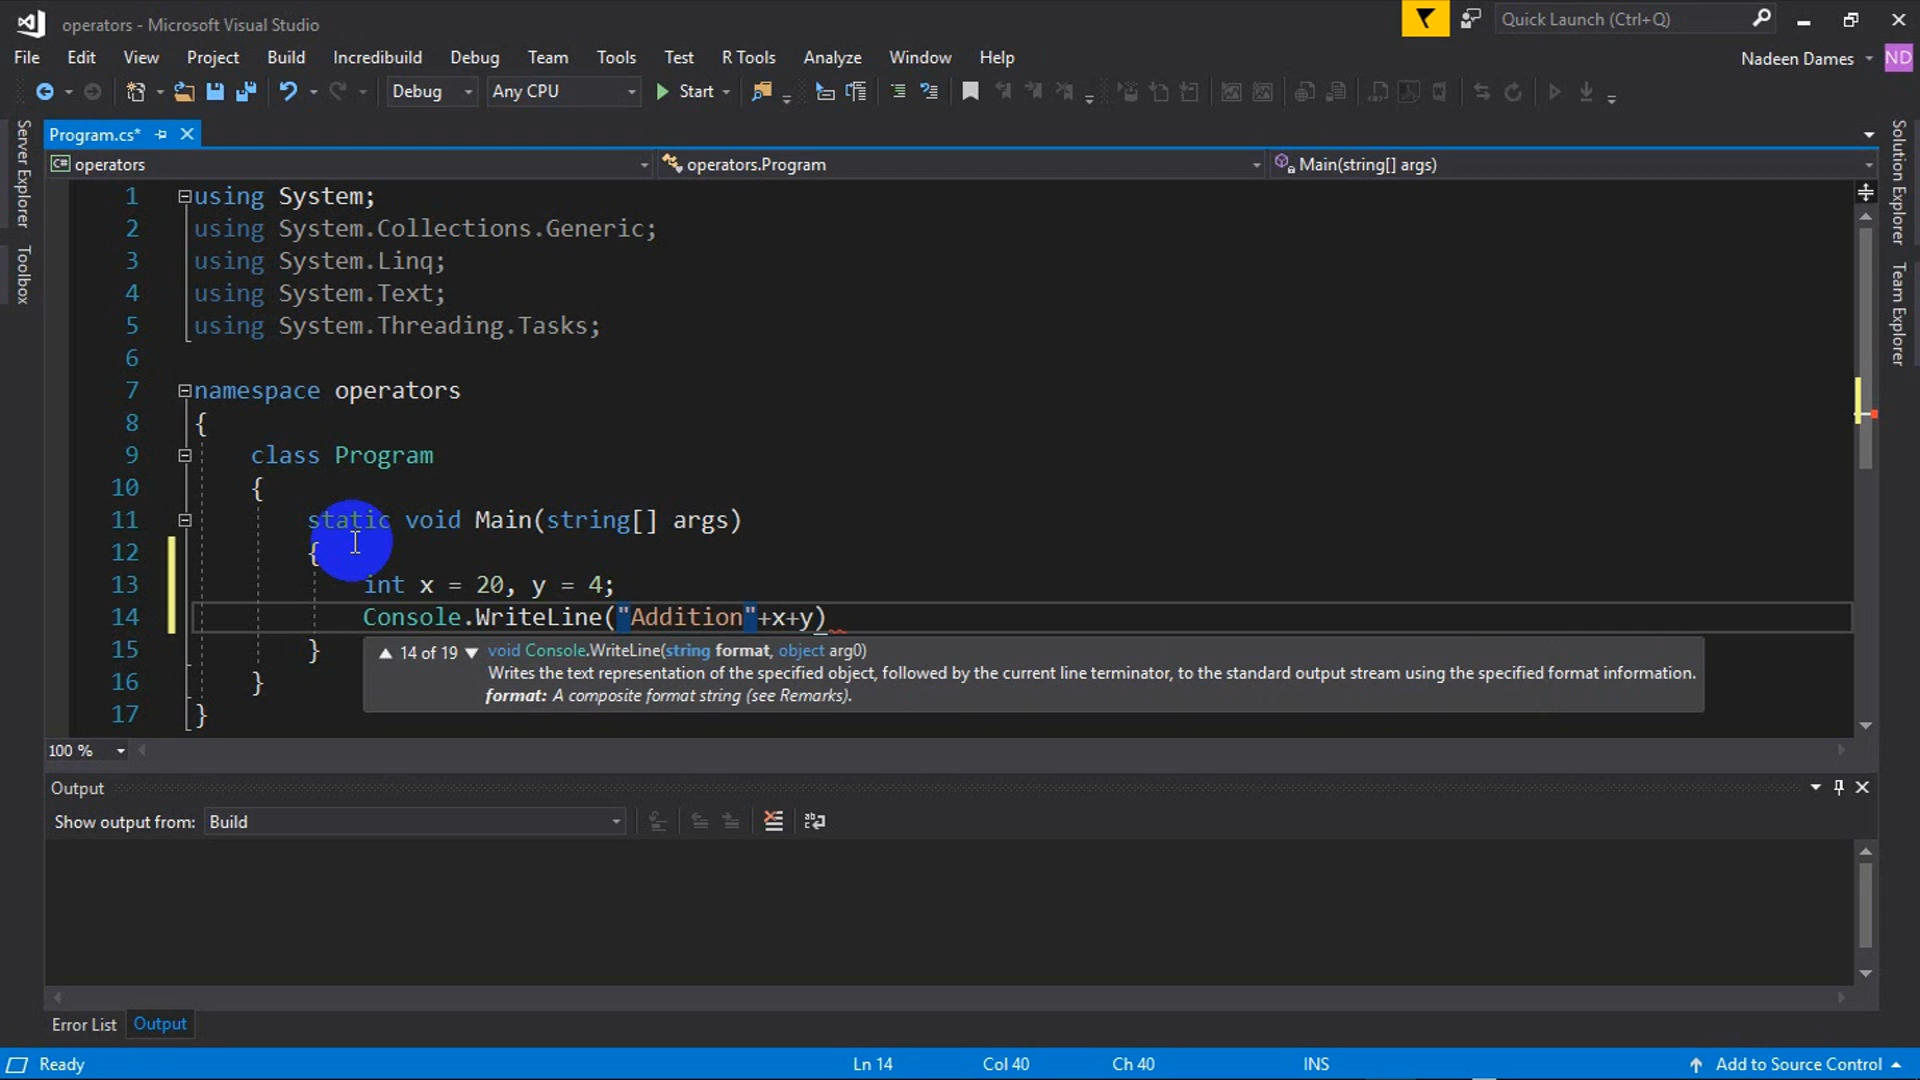 operators - Microsoft Visual Studio
Quick Launch (Ctrl+Q)
File Edit View Project Build Incredibuild Debug Team Tools Test R Tools Analyze Window Help
Nadeen Dames ND
Debug Any CPU Start
Server Explorer
Toolbox
Program.cs*
operators operators.Program Main(string[] args)
1 using System;
2 using System.Collections.Generic;
3 using System.Linq;
4 using System.Text;
5 using System.Threading.Tasks;
6
7 namespace operators
8 {
9 class Program
10 {
11 static void Main(string[] args)
12 {
13 int x = 20, y = 4;
14 Console.WriteLine("Addition"+x+y)
15 }
16 }
17 }
14 of 19 void Console.WriteLine(string format, object arg0)
Writes the text representation of the specified object, followed by the current line terminator, to the standard output stream using the specified format information.
format: A composite format string (see Remarks).
Solution Explorer
Team Explorer
100 %
Output
Show output from: Build
Error List Output
Ready Ln 14 Col 40 Ch 40 INS Add to Source Control